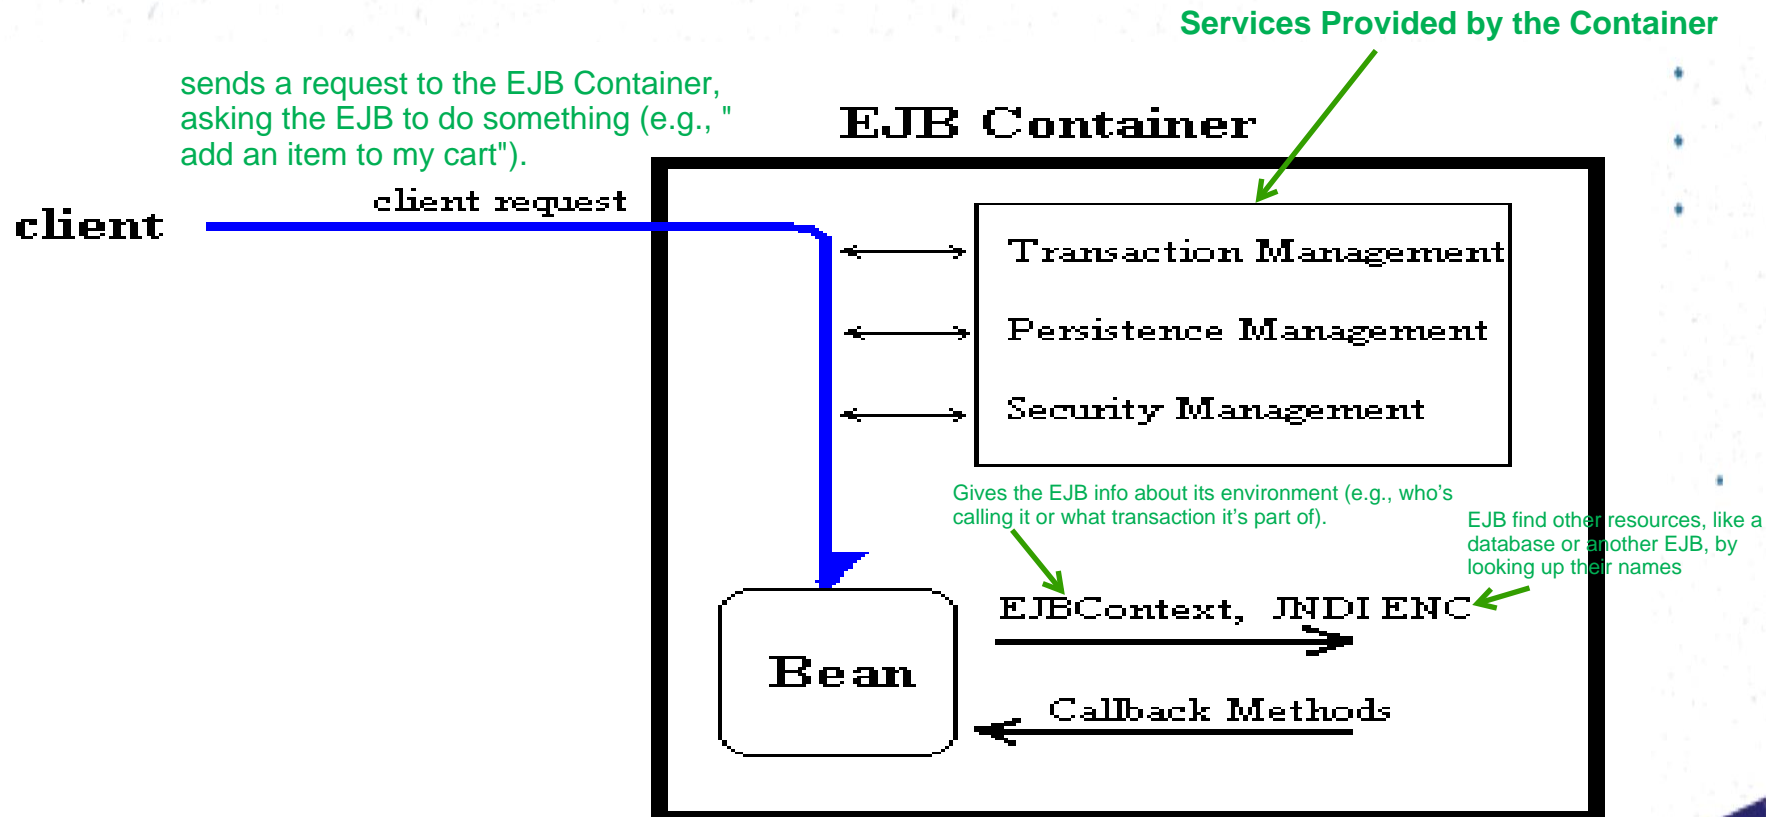 Services Provided by the Container
sends a request to the EJB Container,
asking the EJB to do something (e.g., "
add an item to my cart").
EJB Container
client request
client
Transaction Management
Persistence Management
Security Management
Gives the EJB info about its environment (e.g., who's
calling it or what transaction it's part of).
EJB find other resources, like a
database or another EJB, by
looking up their names
EJBContext, JNDI ENC
Bean
Callback Methods